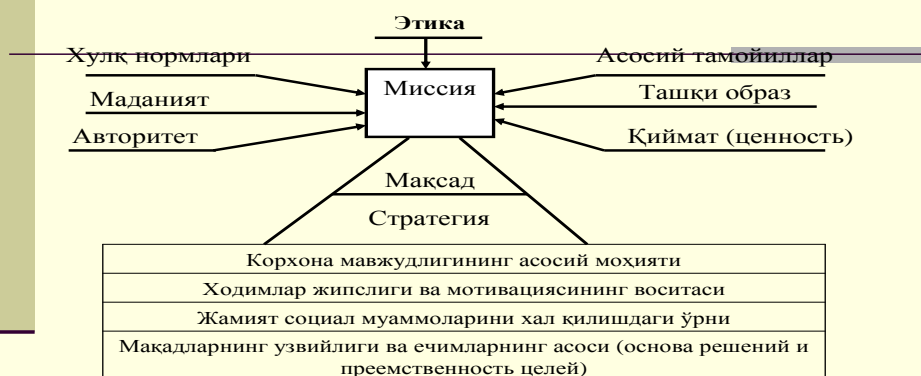 Этика
Хулқ нормлари
Асосий тамойиллар
Миссия
Маданият
Ташқи образ
Авторитет
Қиймат (ценность)
Мақсад
Стратегия
Корхона мавжудлигининг асосий моҳияти
Ходимлар жипслиги ва мотивациясининг воситаси
Жамият социал муаммоларини хал қилишдаги ўрни
Мақадларнинг узвийлиги ва ечимларнинг асоси (основа решений и
преемственность целей)